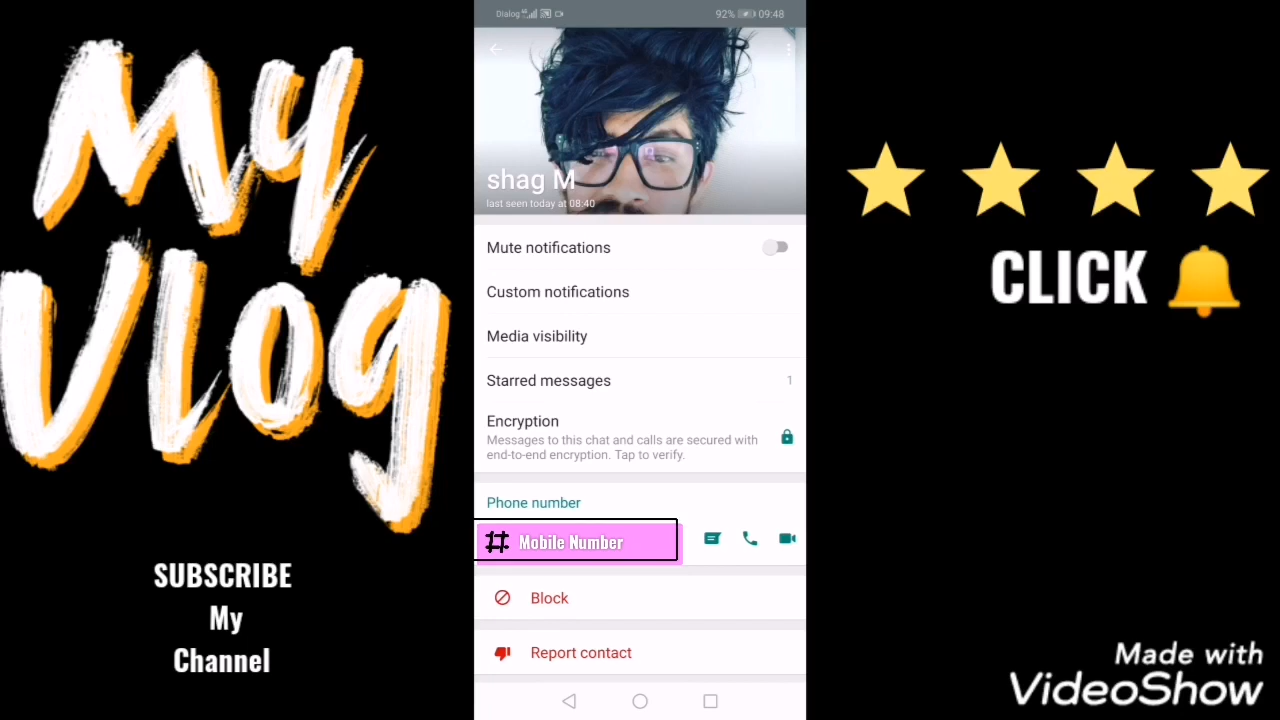 My
Vlog
SUBSCRIBE
My
Channel
Dialog 92% 09:48
shag M
last seen today at 08:40
Mute notifications
Custom notifications
Media visibility
Starred messages 1
Encryption
Messages to this chat and calls are secured with
end-to-end encryption. Tap to verify.
Phone number
# Mobile Number
Block
Report contact
CLICK
Made with
VideoShow